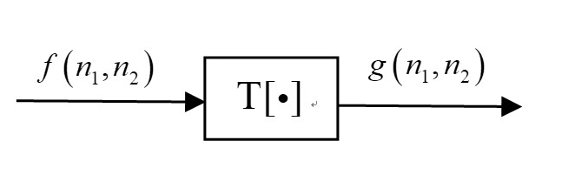 f(n₁,n₂)
T[•] ↵
g(n₁,n₂)